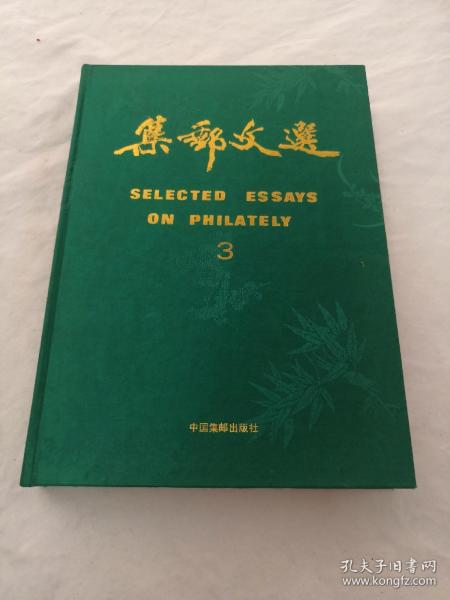 集郵文選
SELECTED ESSAYS
ON PHILATELY
3
中国集邮出版社
孔夫子旧书网
www.kongfz.com